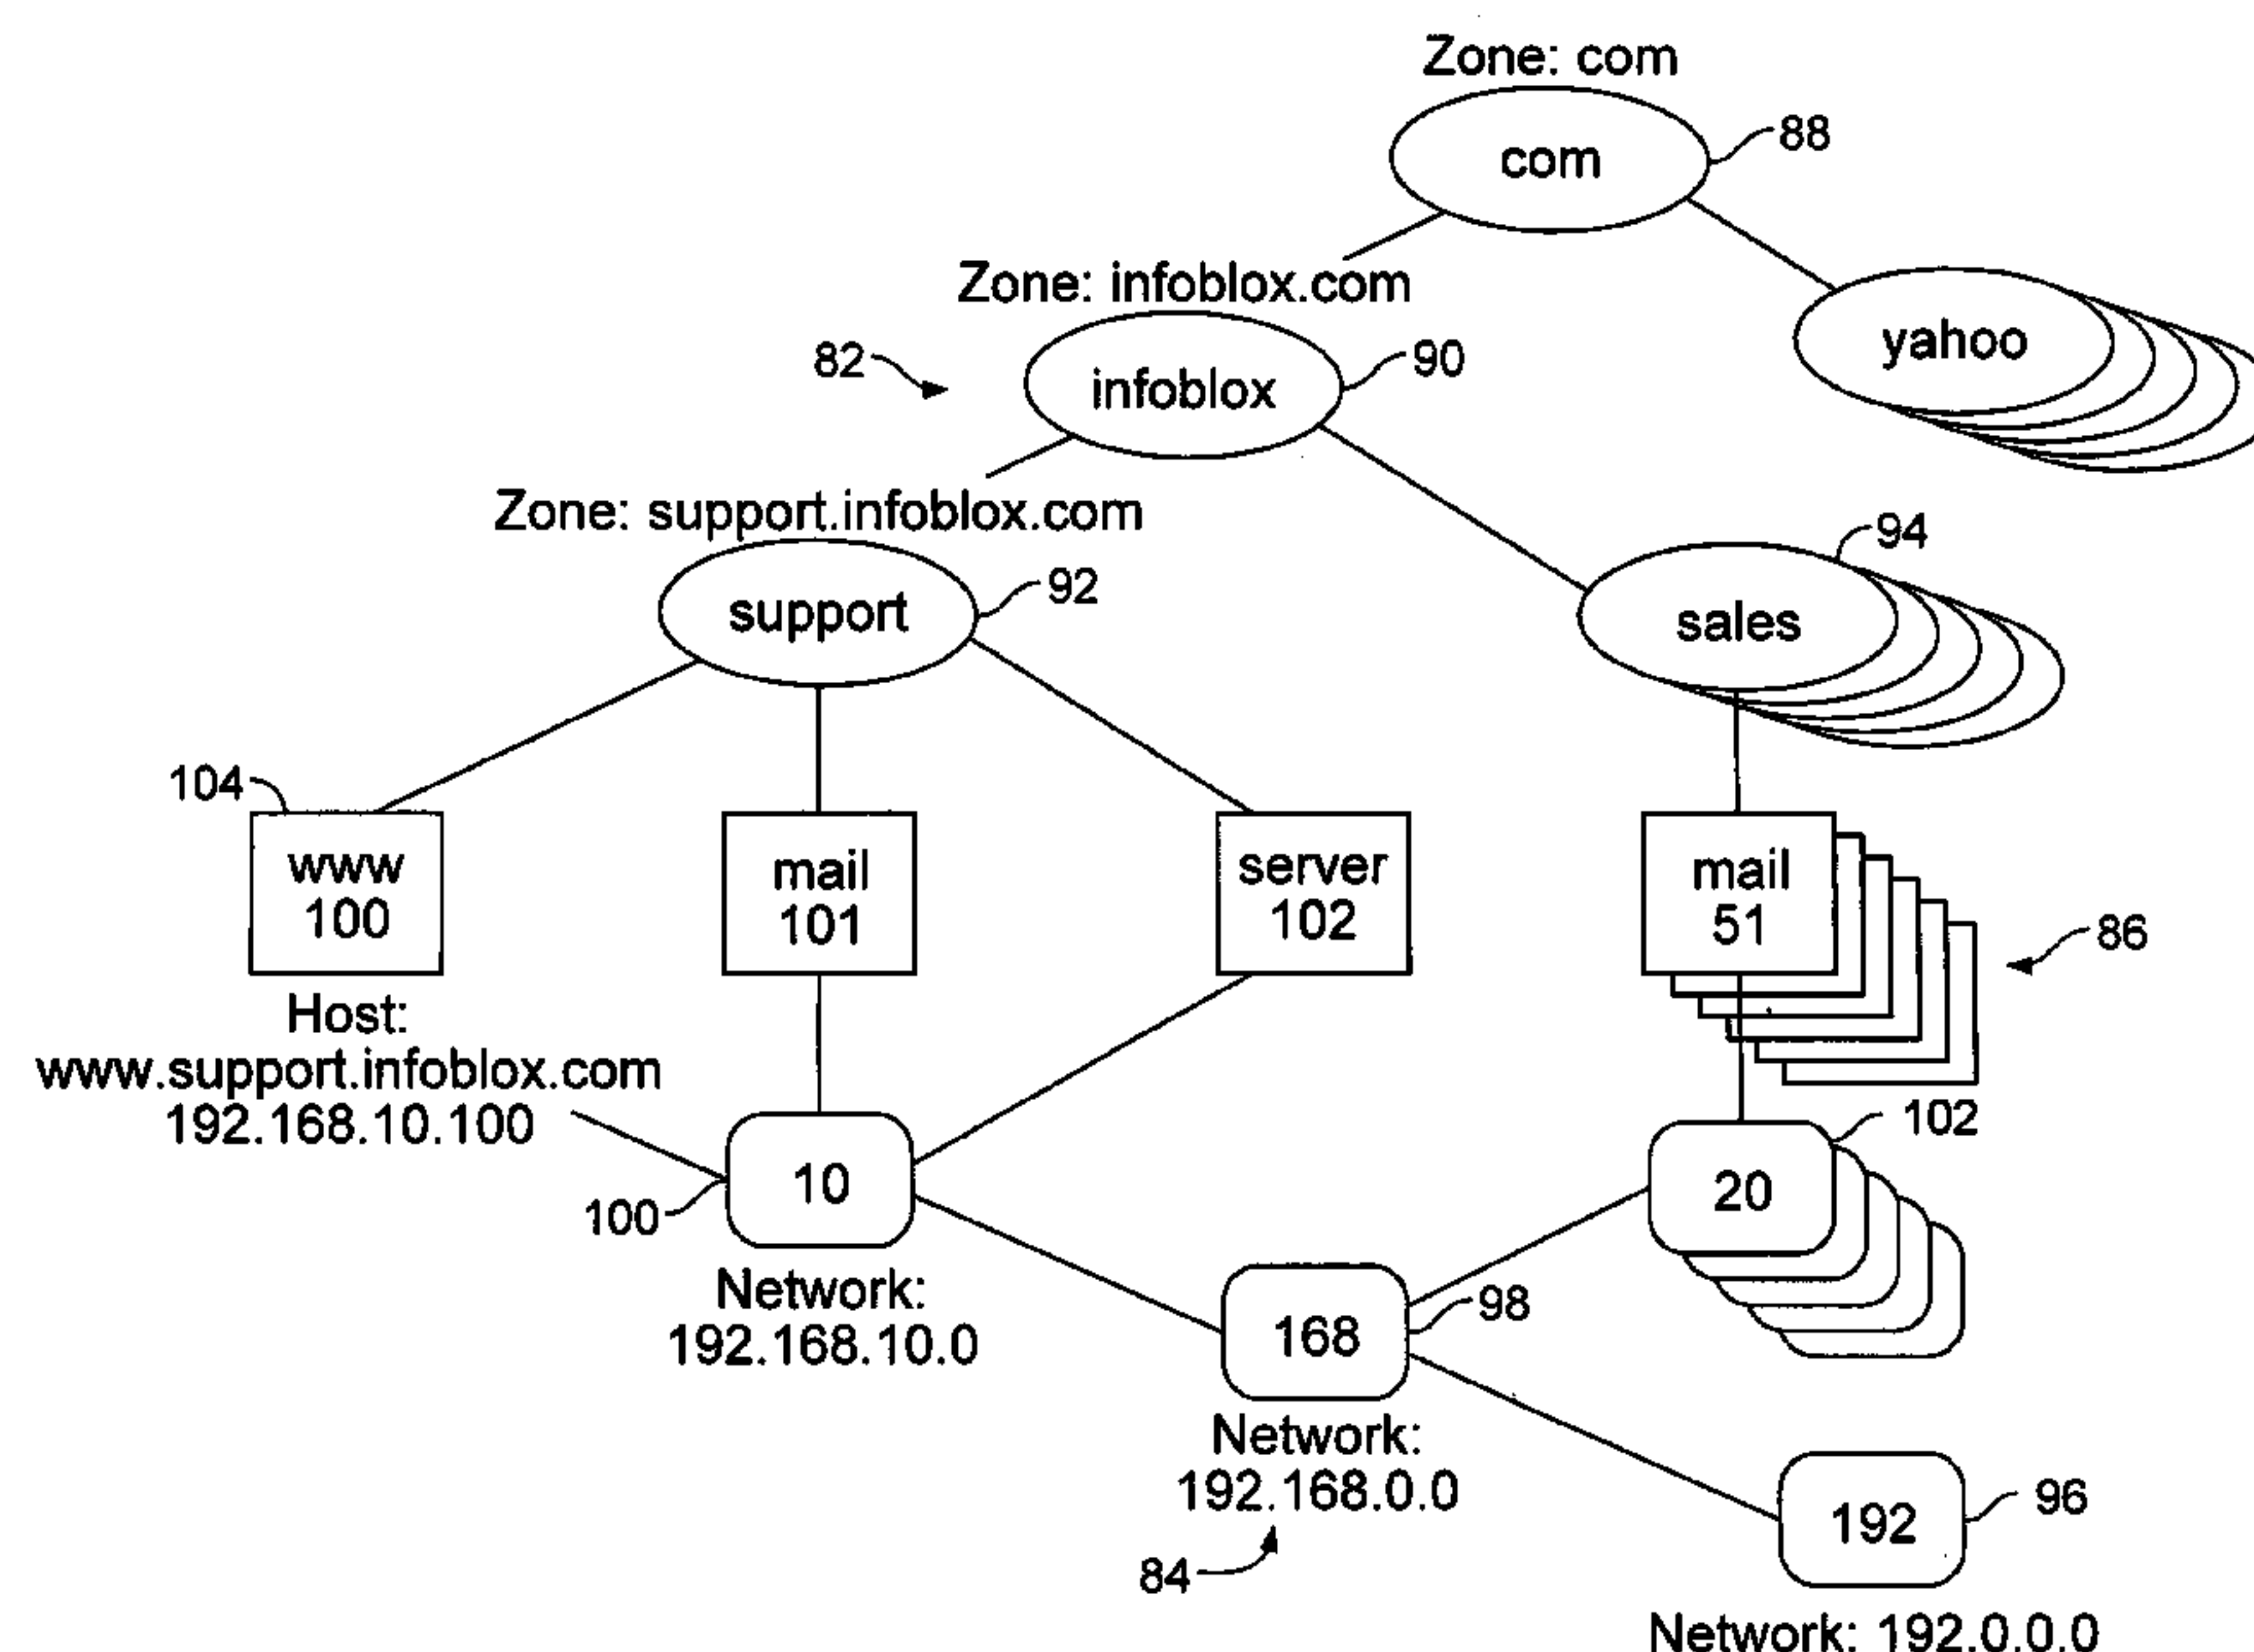 Zone: com
com
88
Zone: infoblox.com
yahoo
82
infoblox
90
Zone: support.infoblox.com
94
support
92
sales
104
www
100
mail
101
server
102
mail
51
86
Host:
www.support.infoblox.com
192.168.10.100
102
10
100
20
Network:
192.168.10.0
168
98
Network:
192.168.0.0
84
192
96
Network: 192.0.0.0